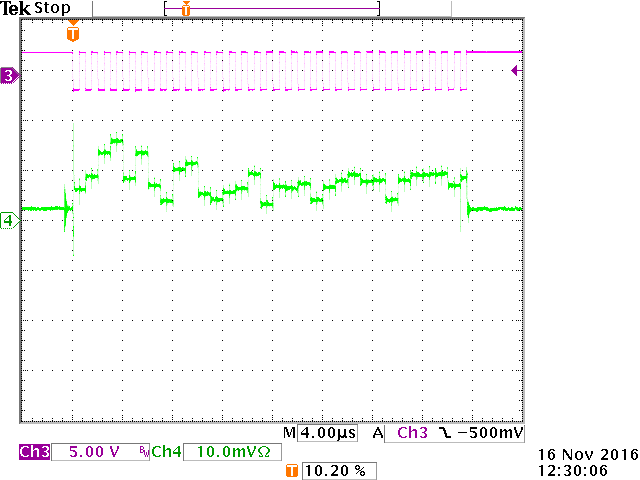 Tek Stop
T
T
3
4
M 4.00µs A Ch3 ꓶ -500mV
Ch3 5.00 V BW Ch4 10.0mVΩ
T 10.20 %
16 Nov 2016
12:30:06